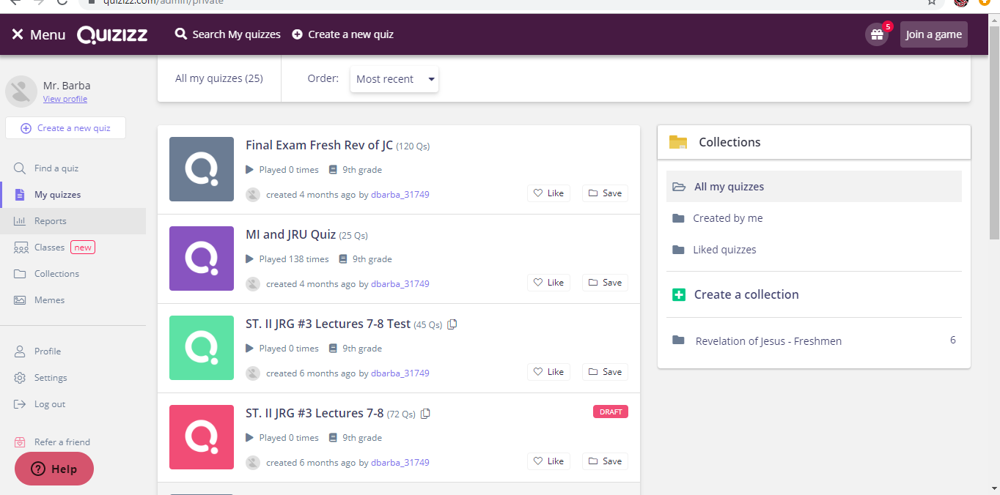 quizizz.com/admin/private
Menu QUIZIZZ Search My quizzes Create a new quiz 5 Join a game
Mr. Barba
View profile
Create a new quiz
Find a quiz
My quizzes
Reports
Classes new
Collections
Memes
Profile
Settings
Log out
Refer a friend
Help
All my quizzes (25) Order: Most recent
Final Exam Fresh Rev of JC (120 Qs)
Played 0 times 9th grade
created 4 months ago by dbarba_31749 Like Save
MI and JRU Quiz (25 Qs)
Played 138 times 9th grade
created 4 months ago by dbarba_31749 Like Save
ST. II JRG #3 Lectures 7-8 Test (45 Qs)
Played 0 times 9th grade
created 6 months ago by dbarba_31749 Like Save
ST. II JRG #3 Lectures 7-8 (72 Qs) DRAFT
Played 0 times 9th grade
created 6 months ago by dbarba_31749 Like Save
Collections
All my quizzes
Created by me
Liked quizzes
Create a collection
Revelation of Jesus - Freshmen 6